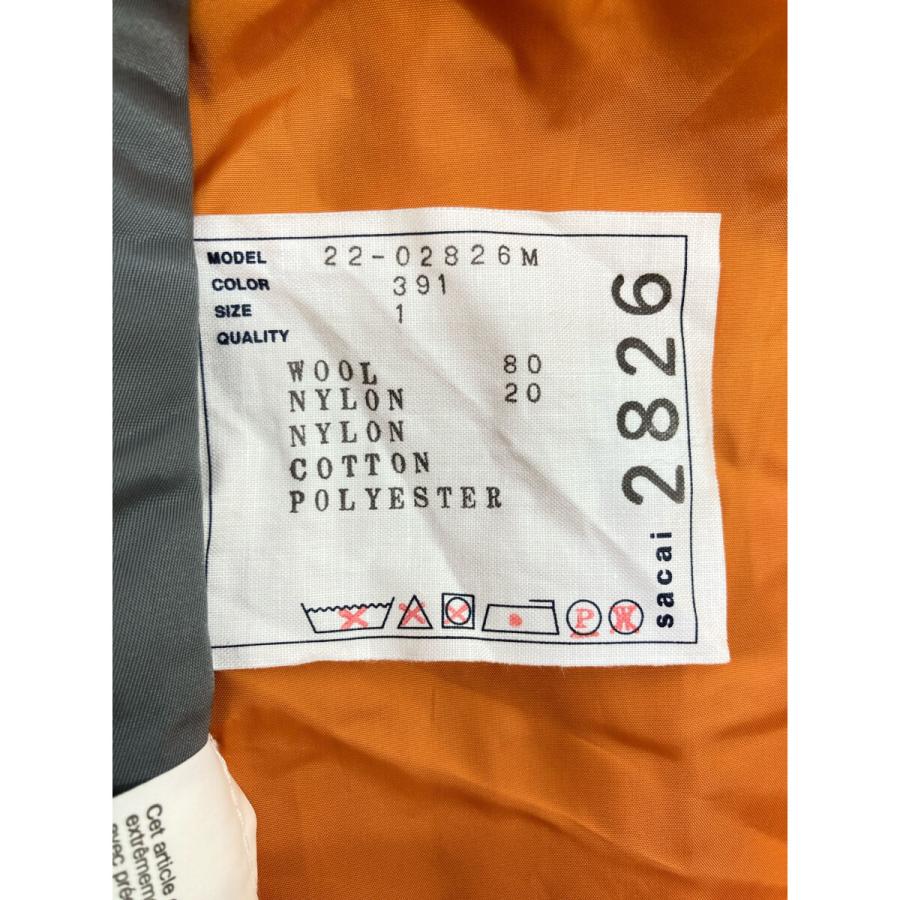 MODEL 22-02826M
COLOR 391
SIZE 1
QUALITY
WOOL 80
NYLON 20
NYLON
COTTON
POLYESTER
P W
sacai 2826
Cet article
extrêmeme
avec pré